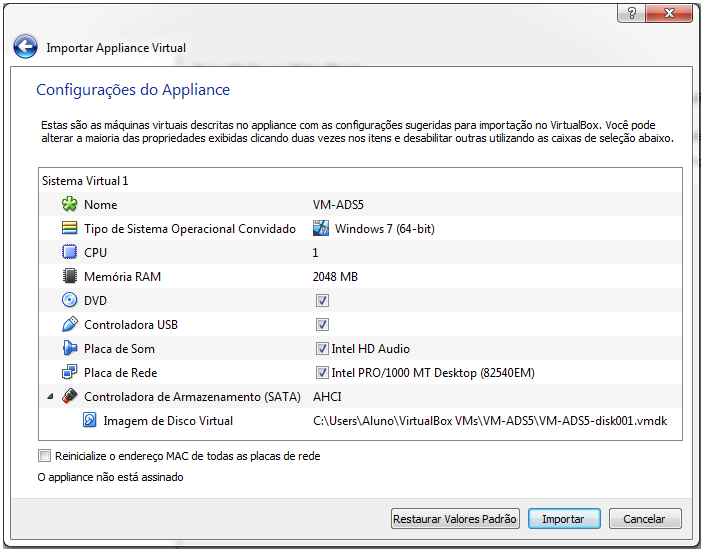 ?
X
Importar Appliance Virtual
Configurações do Appliance
Estas são as máquinas virtuais descritas no appliance com as configurações sugeridas para importação no VirtualBox. Você pode
alterar a maioria das propriedades exibidas clicando duas vezes nos itens e desabilitar outras utilizando as caixas de seleção abaixo.
Sistema Virtual 1
Nome VM-ADS5
Tipo de Sistema Operacional Convidado Windows 7 (64-bit)
CPU 1
Memória RAM 2048 MB
DVD
Controladora USB
Placa de Som Intel HD Audio
Placa de Rede Intel PRO/1000 MT Desktop (82540EM)
Controladora de Armazenamento (SATA) AHCI
Imagem de Disco Virtual C:\Users\Aluno\VirtualBox VMs\VM-ADS5\VM-ADS5-disk001.vmdk
Reinicialize o endereço MAC de todas as placas de rede
O appliance não está assinado
Restaurar Valores Padrão Importar Cancelar